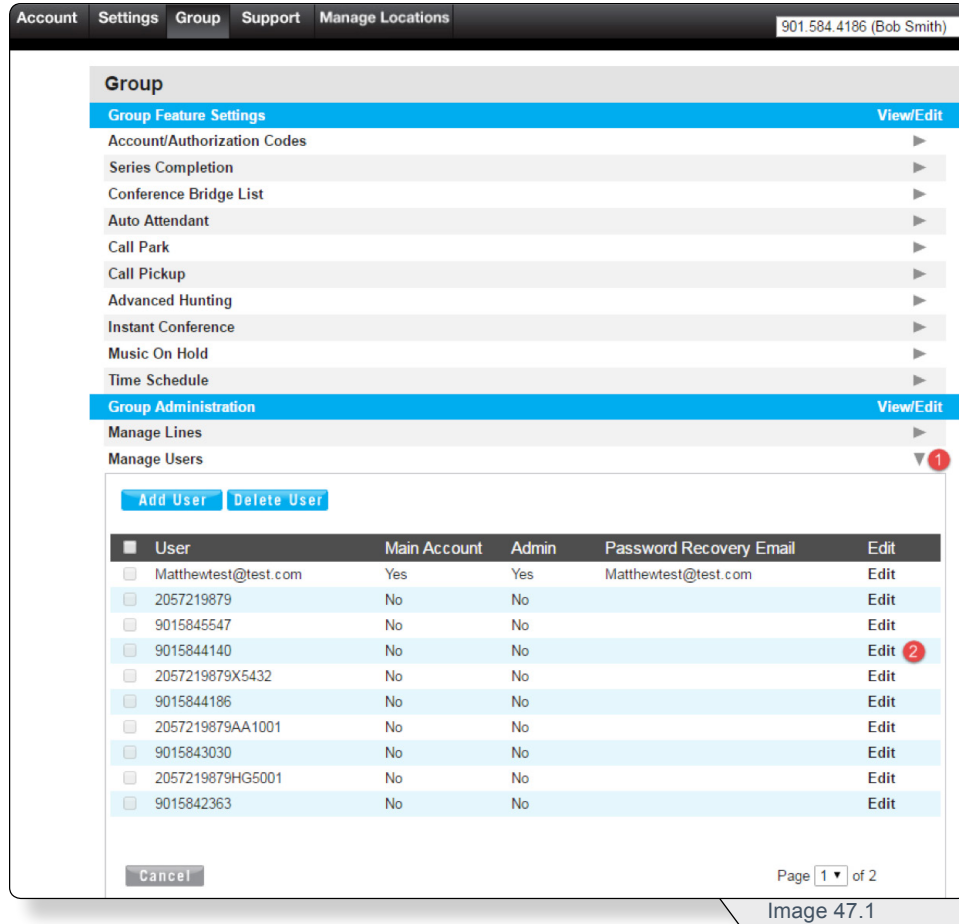 Account Settings Group Support Manage Locations
901.584.4186 (Bob Smith)
Group
Group Feature Settings View/Edit
Account/Authorization Codes
Series Completion
Conference Bridge List
Auto Attendant
Call Park
Call Pickup
Advanced Hunting
Instant Conference
Music On Hold
Time Schedule
Group Administration View/Edit
Manage Lines
Manage Users 1
Add User Delete User
User Main Account Admin Password Recovery Email Edit
Matthewtest@test.com Yes Yes Matthewtest@test.com Edit
2057219879 No No Edit
9015845547 No No Edit
9015844140 No No Edit 2
2057219879X5432 No No Edit
9015844186 No No Edit
2057219879AA1001 No No Edit
9015843030 No No Edit
2057219879HG5001 No No Edit
9015842363 No No Edit
Cancel Page 1 of 2
Image 47.1